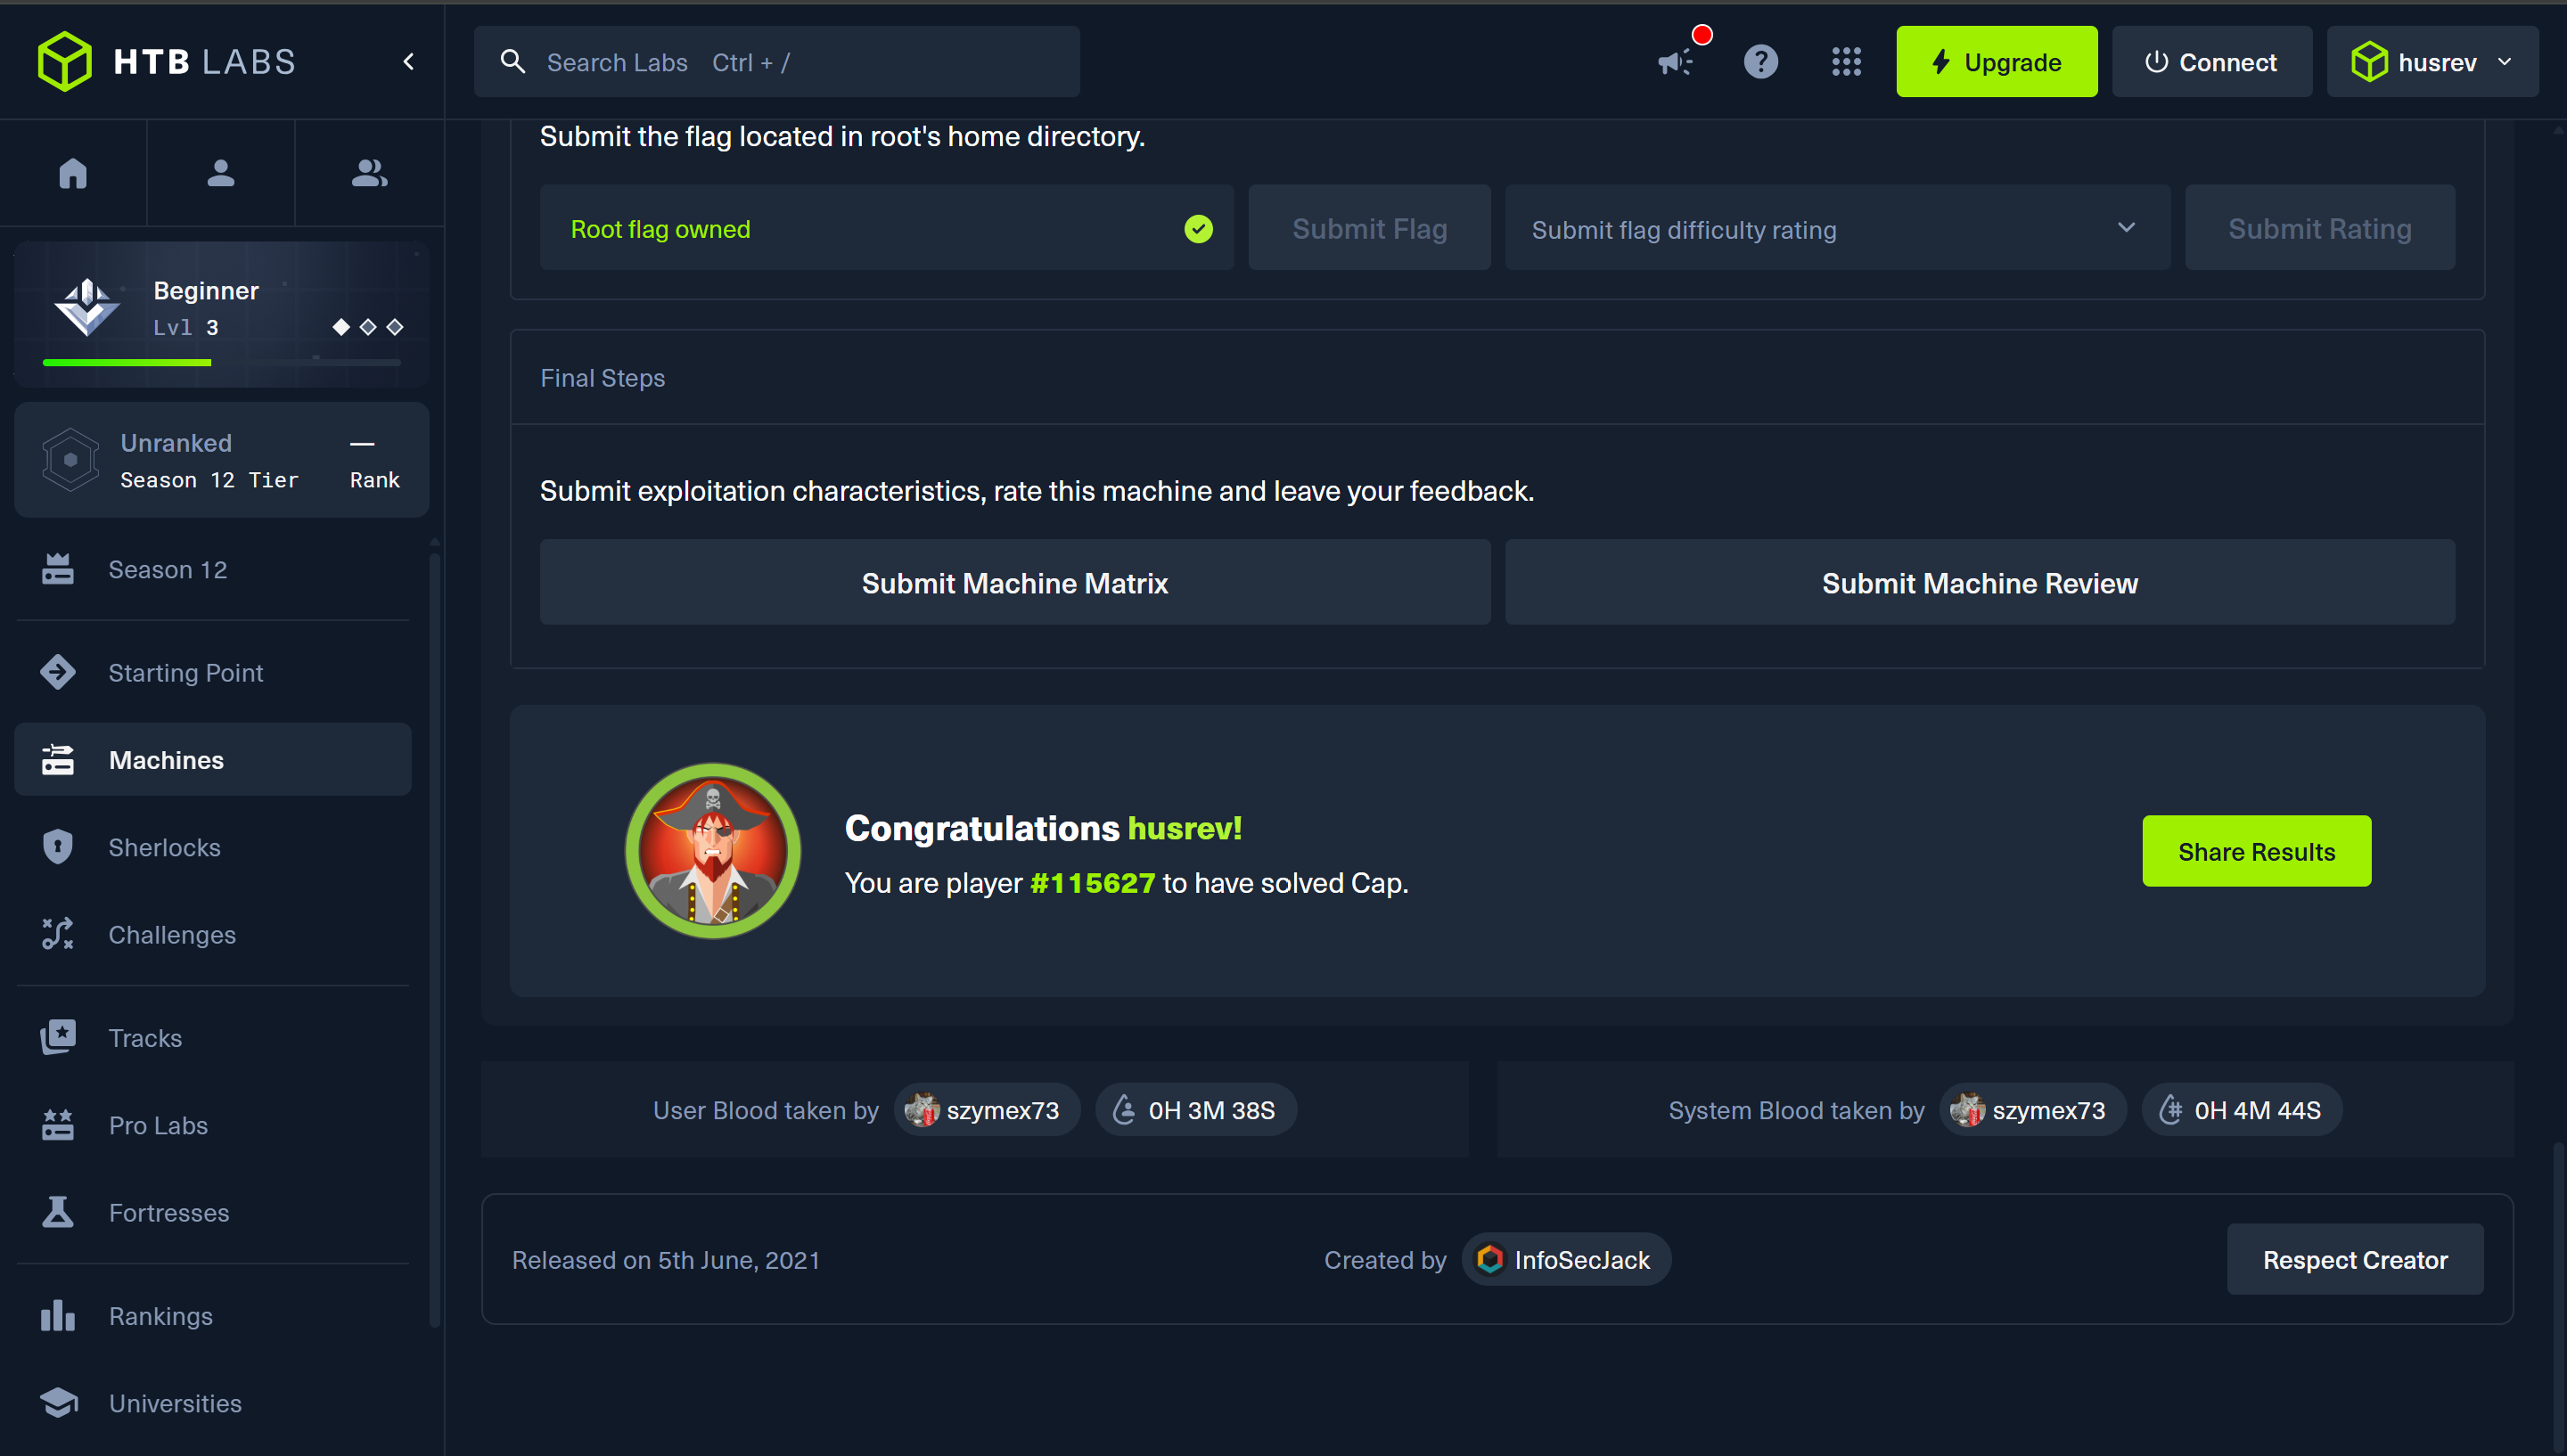 HTB LABS
Search Labs Ctrl + /
Upgrade
Connect
husrev
Beginner
Lvl 3
Unranked
—
Season 12 Tier
Rank
Season 12
Starting Point
Machines
Sherlocks
Challenges
Tracks
Pro Labs
Fortresses
Rankings
Universities
Submit the flag located in root's home directory.
Root flag owned
Submit Flag
Submit flag difficulty rating
Submit Rating
Final Steps
Submit exploitation characteristics, rate this machine and leave your feedback.
Submit Machine Matrix
Submit Machine Review
Congratulations husrev!
You are player #115627 to have solved Cap.
Share Results
User Blood taken by szymex73 0H 3M 38S
System Blood taken by szymex73 0H 4M 44S
Released on 5th June, 2021
Created by InfoSecJack
Respect Creator